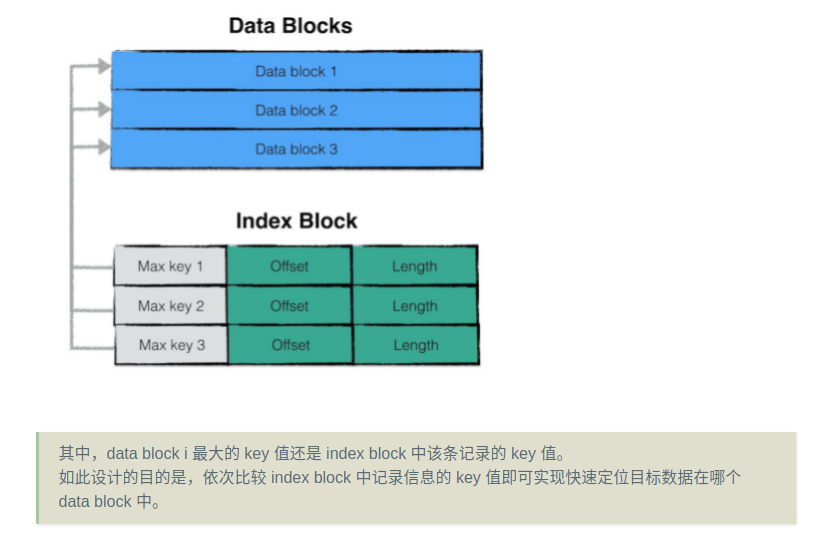 Data Blocks
Data block 1
Data block 2
Data block 3
Index Block
Max key 1 Offset Length
Max key 2 Offset Length
Max key 3 Offset Length
其中，data block i 最大的 key 值还是 index block 中该条记录的 key 值。
如此设计的目的是，依次比较 index block 中记录信息的 key 值即可实现快速定位目标数据在哪个
data block 中。